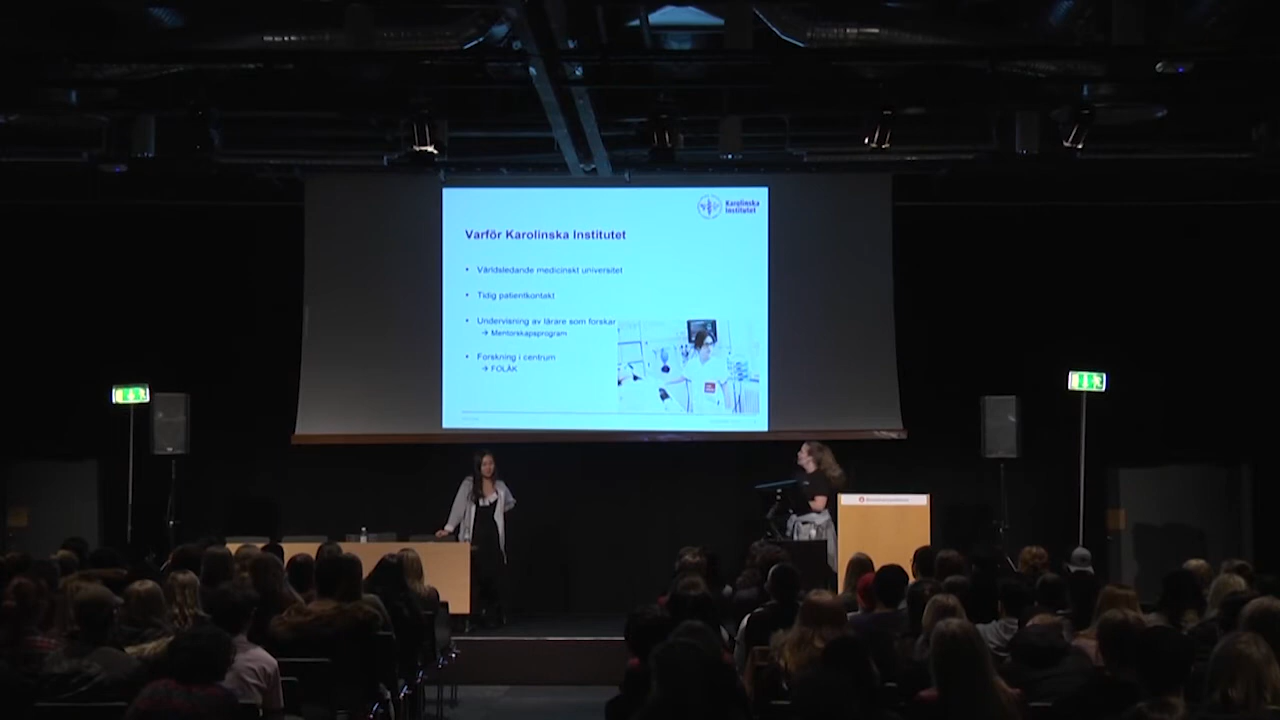 Karolinska
Institutet
Varför Karolinska Institutet
• Världsledande medicinskt universitet
• Tidig patientkontakt
• Undervisning av lärare som forskar
→ Mentorskapsprogram
• Forskning i centrum
→ FOLÄK